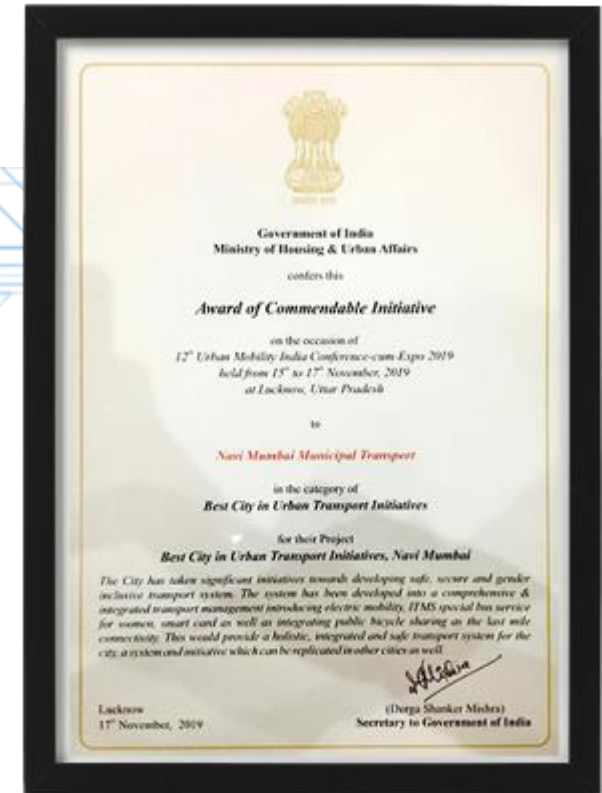 Government of India
Ministry of Housing & Urban Affairs
confers this
Award of Commendable Initiative
on the occasion of
12th Urban Mobility India Conference-cum-Expo 2019
held from 15th to 17th November, 2019
at Lucknow, Uttar Pradesh
to
Navi Mumbai Municipal Transport
in the category of
Best City in Urban Transport Initiatives
for their Project
Best City in Urban Transport Initiatives, Navi Mumbai
The City has taken significant initiatives towards developing safe, secure and gender
inclusive transport system. The system has been developed into a comprehensive &
integrated transport management introducing electric mobility, ITMS special bus service
for women, smart card as well as integrating public bicycle sharing as the last mile
connectivity. This would provide a holistic, integrated and safe transport system for the
city, a system and initiative which can be replicated in other cities as well.
Lucknow
17th November, 2019
(Durga Shanker Mishra)
Secretary to Government of India